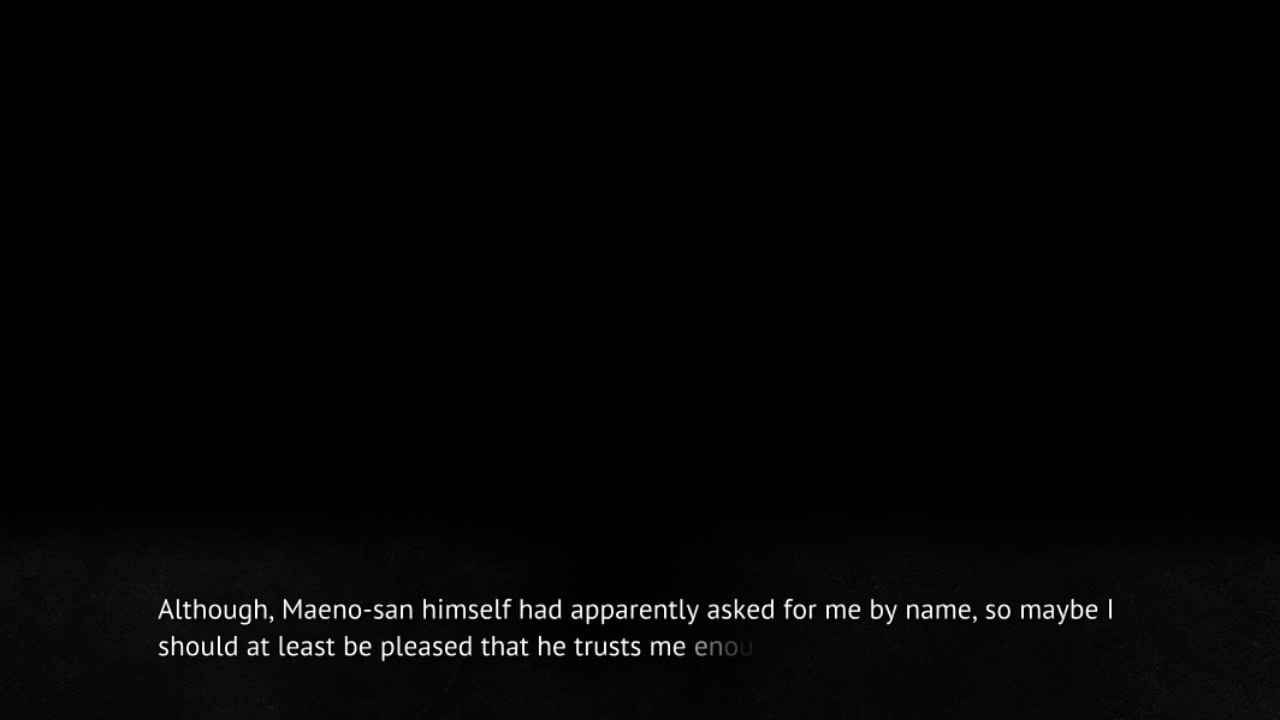 Although, Maeno-san himself had apparently asked for me by name, so maybe I
should at least be pleased that he trusts me enou